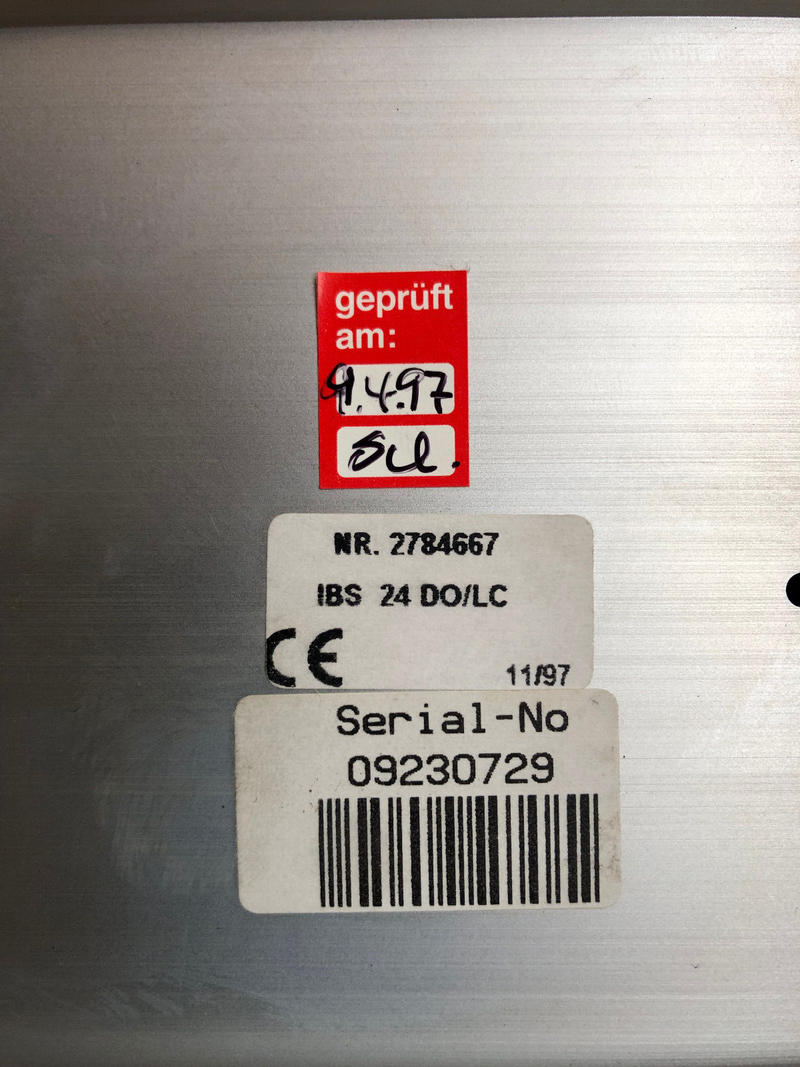 geprüft
am:
9.4.97
NR. 2784667
IBS 24 DO/LC
CE
11/97
Serial-No
09230729